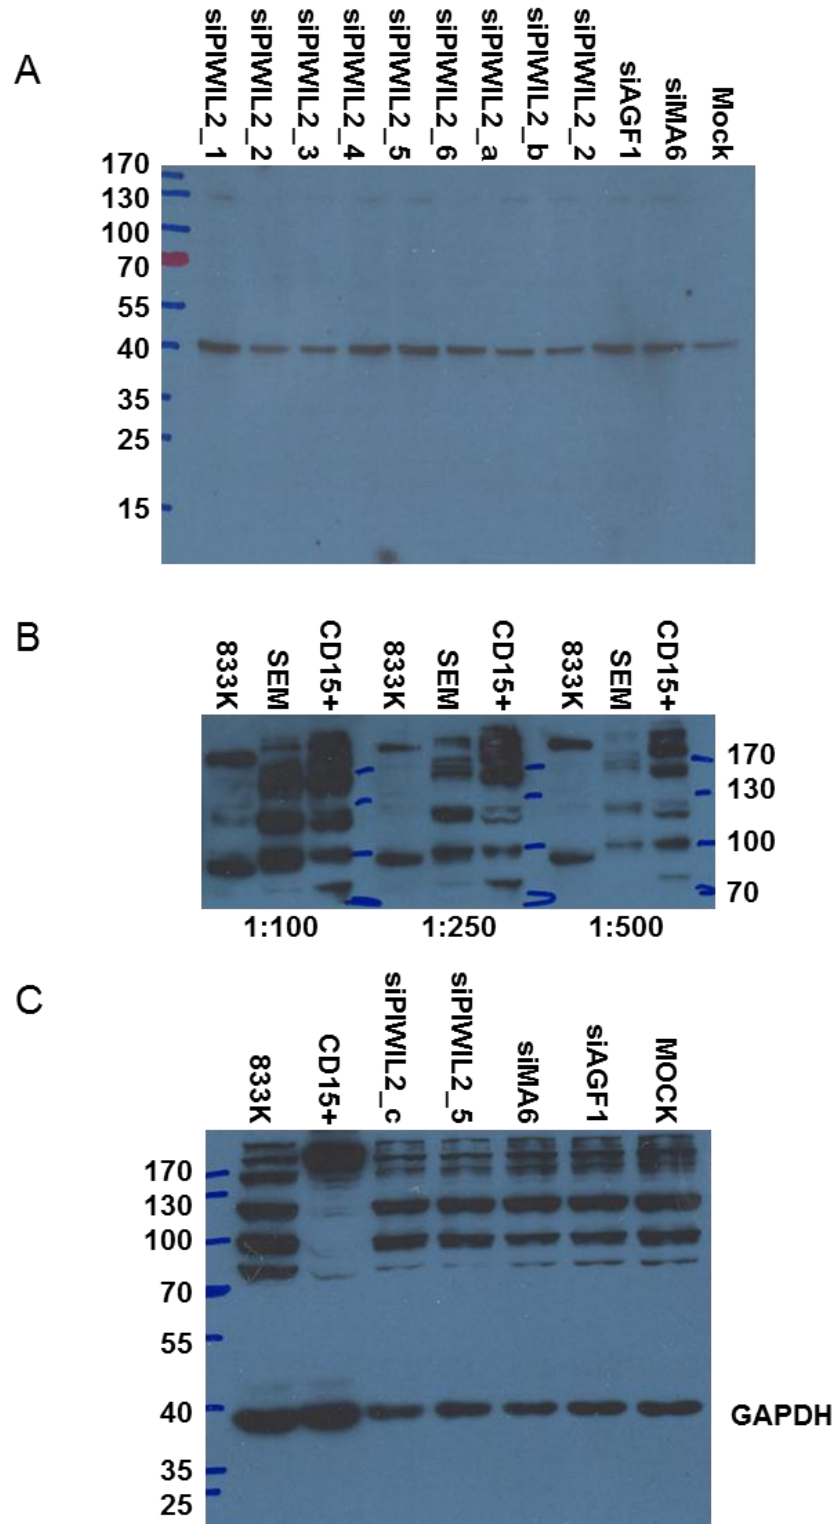 A
siPIWIL2_1
siPIWIL2_2
siPIWIL2_3
siPIWIL2_4
siPIWIL2_5
siPIWIL2_6
siPIWIL2_a
siPIWIL2_b
siPIWIL2_2
siAGF1
siMA6
Mock
170
130
100
70
55
40
35
25
15
B
833K
SEM
CD15+
833K
SEM
CD15+
833K
SEM
CD15+
170
130
100
70
1:100
1:250
1:500
C
833K
CD15+
siPIWIL2_c
siPIWIL2_5
siMA6
siAGF1
MOCK
170
130
100
70
55
40
GAPDH
35
25